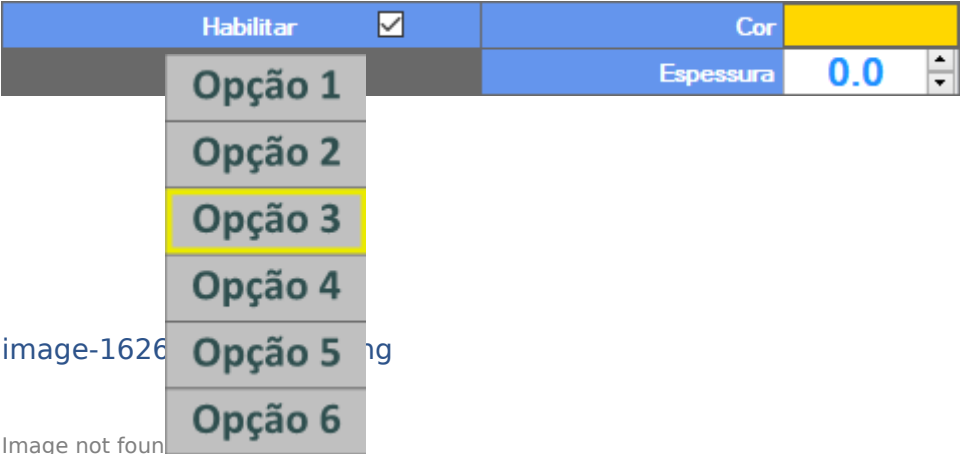 Habilitar Cor
Espessura 0.0
Opção 1
Opção 2
Opção 3
Opção 4
image-1626
Opção 5
ng
Opção 6
Image not foun